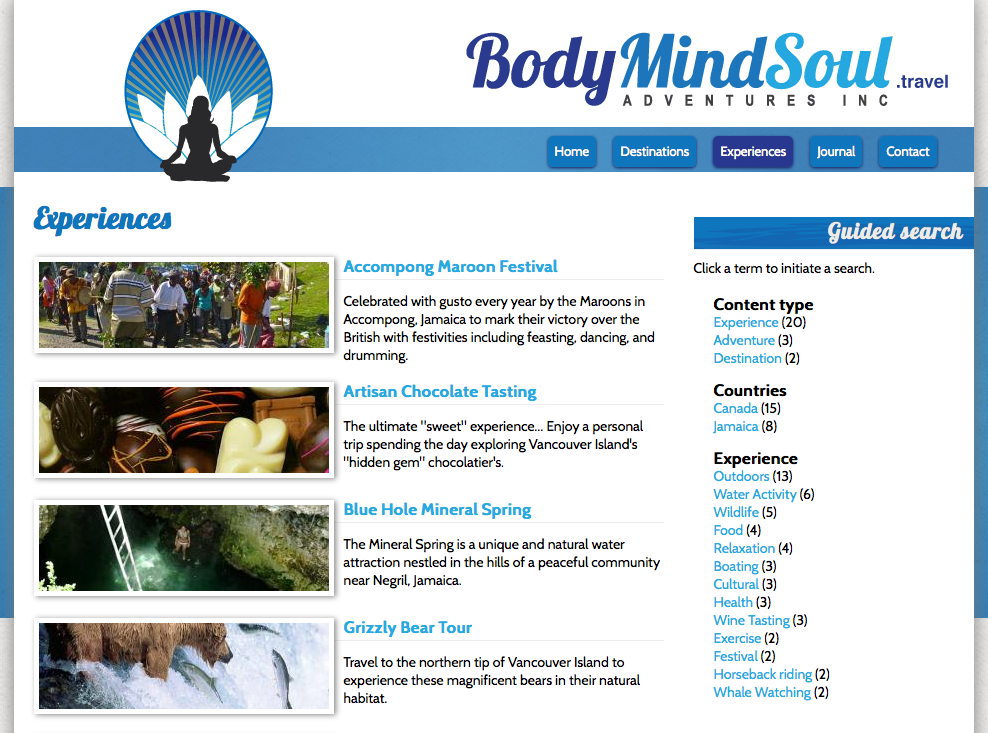 BodyMindSoul.travel
ADVENTURES INC
Home Destinations Experiences Journal Contact
Experiences
Accompong Maroon Festival
Celebrated with gusto every year by the Maroons in
Accompong, Jamaica to mark their victory over the
British with festivities including feasting, dancing, and
drumming.
Artisan Chocolate Tasting
The ultimate "sweet" experience... Enjoy a personal
trip spending the day exploring Vancouver Island's
"hidden gem" chocolatier's.
Blue Hole Mineral Spring
The Mineral Spring is a unique and natural water
attraction nestled in the hills of a peaceful community
near Negril, Jamaica.
Grizzly Bear Tour
Travel to the northern tip of Vancouver Island to
experience these magnificent bears in their natural
habitat.
Guided search
Click a term to initiate a search.
Content type
Experience (20)
Adventure (3)
Destination (2)
Countries
Canada (15)
Jamaica (8)
Experience
Outdoors (13)
Water Activity (6)
Wildlife (5)
Food (4)
Relaxation (4)
Boating (3)
Cultural (3)
Health (3)
Wine Tasting (3)
Exercise (2)
Festival (2)
Horseback riding (2)
Whale Watching (2)